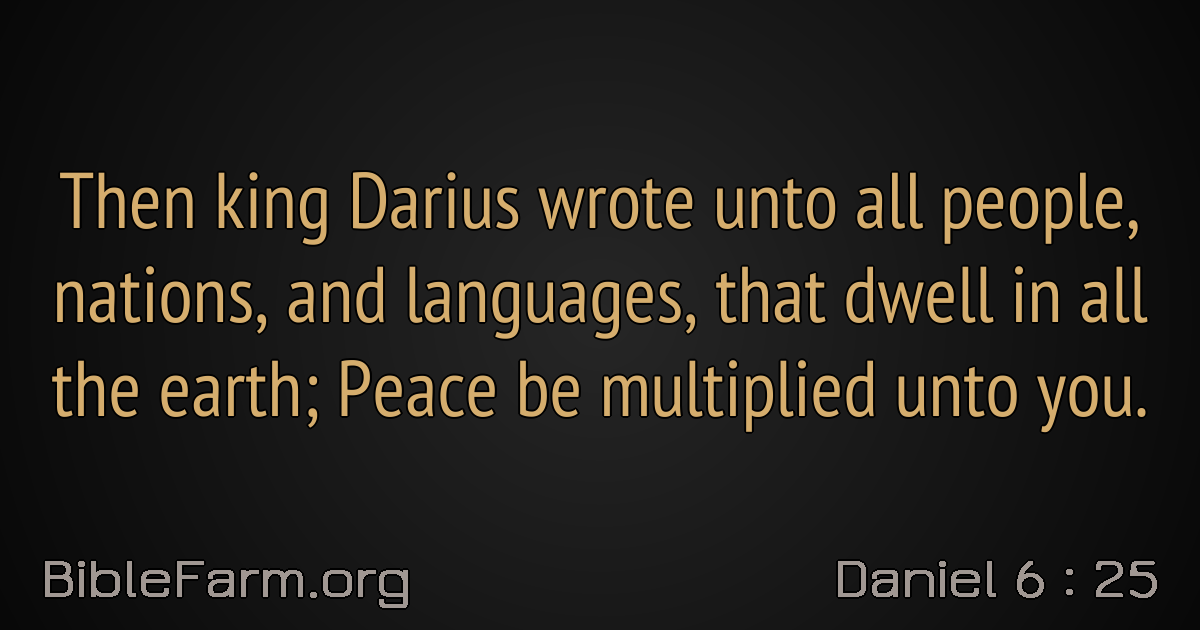 Then king Darius wrote unto all people,
nations, and languages, that dwell in all
the earth; Peace be multiplied unto you.
BibleFarm.org
Daniel 6 : 25